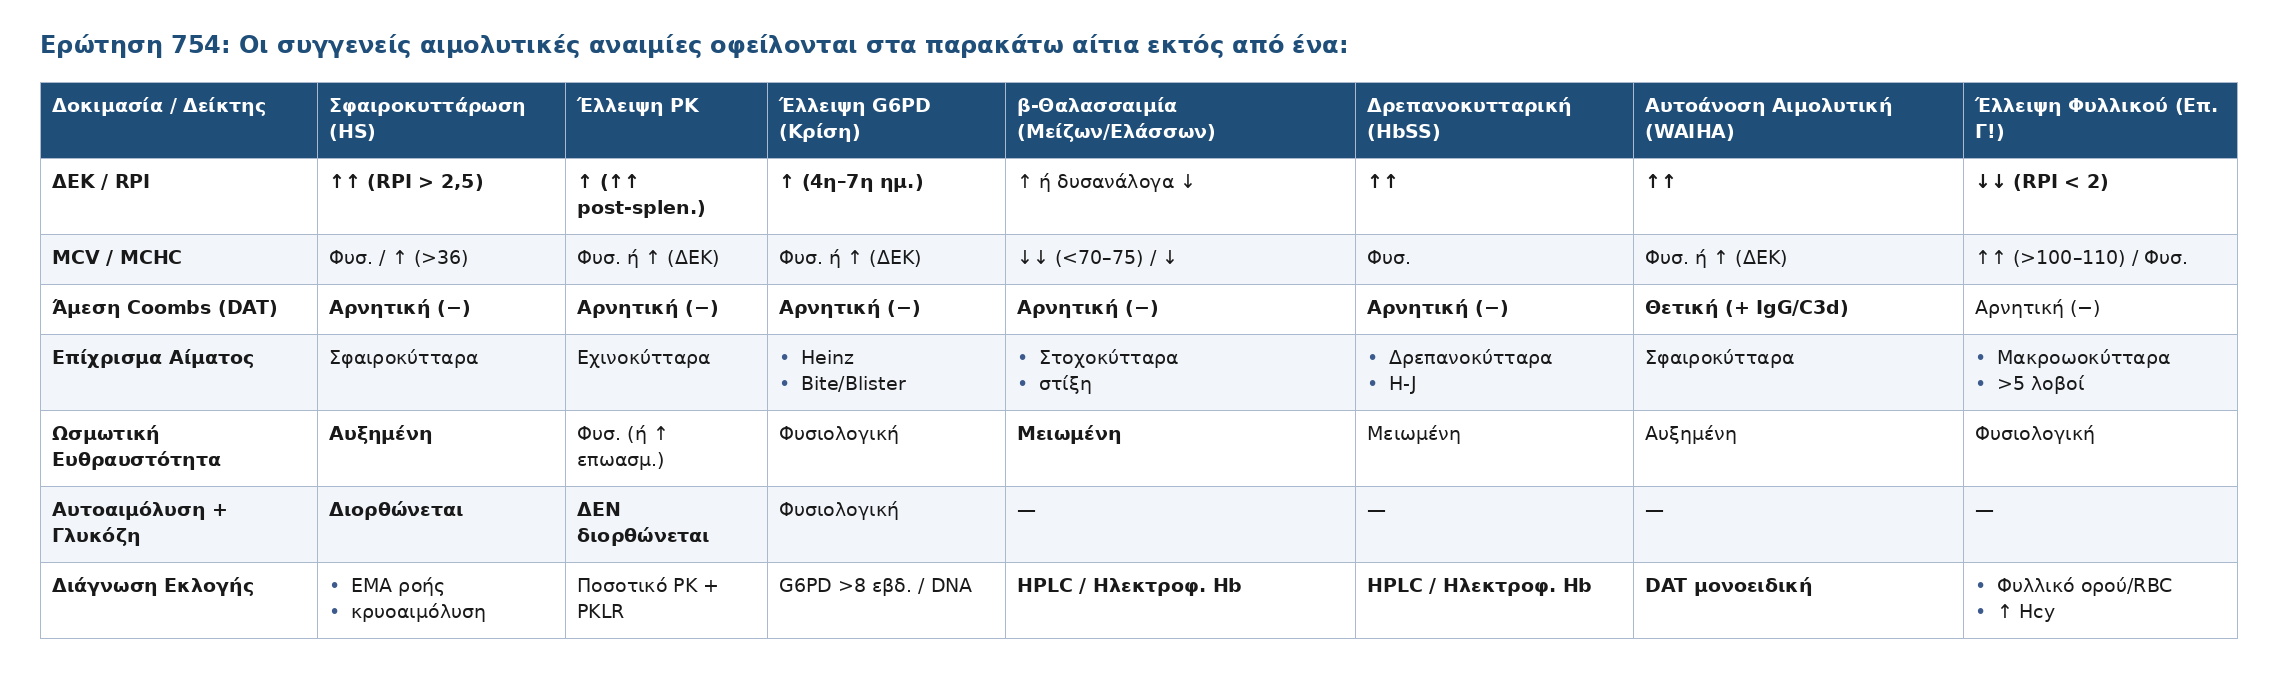 Ερώτηση 754: Οι συγγενείς αιμολυτικές αναιμίες οφείλονται στα παρακάτω αίτια εκτός από ένα:
Δοκιμασία / Δείκτης
Σφαιροκυττάρωση
(HS)
Έλλειψη PK
Έλλειψη G6PD
(Κρίση)
β-Θαλασσαιμία
(Μείζων/Ελάσσων)
Δρεπανοκυτταρική
(HbSS)
Αυτοάνοση Αιμολυτική
(WAIHA)
Έλλειψη Φυλλικού (Επ.
Γ!)
ΔΕΚ / RPI
↑↑ (RPI > 2,5)
↑ (↑↑
post-splen.)
↑ (4η–7η ημ.)
↑ ή δυσανάλογα ↓
↑↑
↑↑
↓↓ (RPI < 2)
MCV / MCHC
Φυσ. / ↑ (>36)
Φυσ. ή ↑ (ΔΕΚ)
Φυσ. ή ↑ (ΔΕΚ)
↓↓ (<70–75) / ↓
Φυσ.
Φυσ. ή ↑ (ΔΕΚ)
↑↑ (>100–110) / Φυσ.
Άμεση Coombs (DAT)
Αρνητική (−)
Αρνητική (−)
Αρνητική (−)
Αρνητική (−)
Αρνητική (−)
Θετική (+ IgG/C3d)
Αρνητική (−)
Επίχρισμα Αίματος
Σφαιροκύτταρα
Εχινοκύτταρα
• Heinz
• Bite/Blister
• Στοχοκύτταρα
• στίξη
• Δρεπανοκύτταρα
• H-J
Σφαιροκύτταρα
• Μακροωοκύτταρα
• >5 λοβοί
Ωσμωτική
Ευθραυστότητα
Αυξημένη
Φυσ. (ή ↑
επωασμ.)
Φυσιολογική
Μειωμένη
Μειωμένη
Αυξημένη
Φυσιολογική
Αυτοαιμόλυση +
Γλυκόζη
Διορθώνεται
ΔΕΝ
διορθώνεται
Φυσιολογική
—
—
—
—
Διάγνωση Εκλογής
• EMA ροής
• κρυοαιμόλυση
Ποσοτικό PK +
PKLR
G6PD >8 εβδ. / DNA
HPLC / Ηλεκτροφ. Hb
HPLC / Ηλεκτροφ. Hb
DAT μονοειδική
• Φυλλικό ορού/RBC
• ↑ Hcy